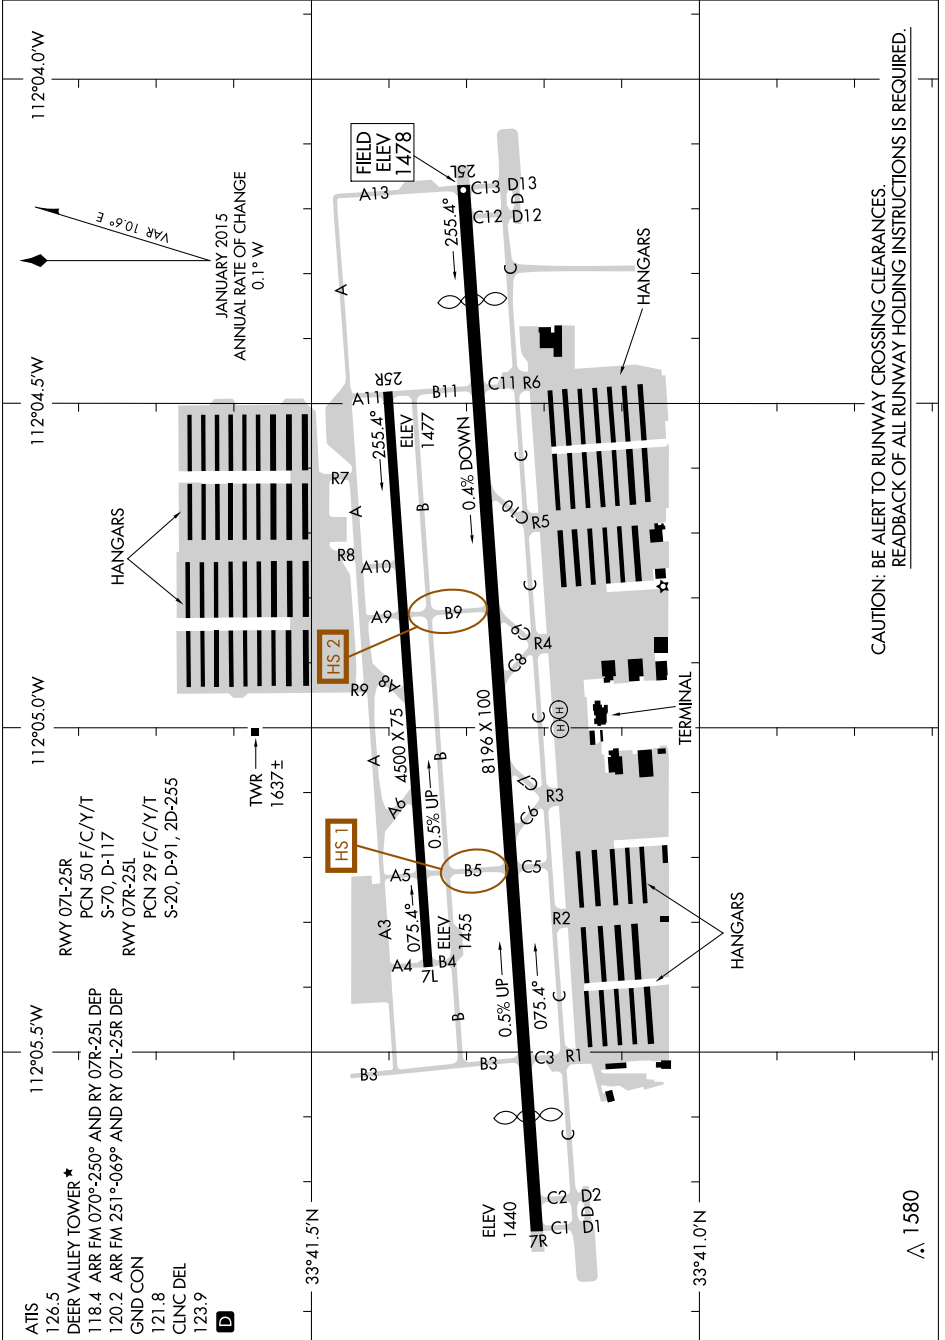 ATIS
126.5
DEER VALLEY TOWER★
118.4 ARR FM 070°-250° AND RY 07R-25L DEP
120.2 ARR FM 251°-069° AND RY 07L-25R DEP
GND CON
121.8
CLNC DEL
123.9
D
RWY 07L-25R
PCN 50 F/C/Y/T
S-70, D-117
RWY 07R-25L
PCN 29 F/C/Y/T
S-20, D-91, 2D-255
112°05.5'W
112°05.0'W
112°04.5'W
112°04.0'W
VAR 10.6° E
JANUARY 2015
ANNUAL RATE OF CHANGE
0.1° W
TWR
1637±
HANGARS
R9
R8
R7
HS 1
HS 2
33°41.5'N
B3
A4
A3
A5
A6
A
A8
A9
A10
A
A11
A
A13
FIELD
ELEV
1478
7L
075.4°
ELEV
1455
B4
4500 X 75
0.5% UP
255.4°
25R
ELEV
1477
B3
B
B5
B
B9
B
B11
ELEV
1440
7R
0.5% UP
075.4°
8196 X 100
0.4% DOWN
255.4°
25L
C1
C2
C3
C5
C6
C7
C8
C9
C10
C11
C12
C13
D1
D
D2
D12
D
D13
C
C
C
C
C
C
R1
R2
R3
R4
R5
R6
H
H
HANGARS
TERMINAL
HANGARS
33°41.0'N
1580
CAUTION: BE ALERT TO RUNWAY CROSSING CLEARANCES.
READBACK OF ALL RUNWAY HOLDING INSTRUCTIONS IS REQUIRED.